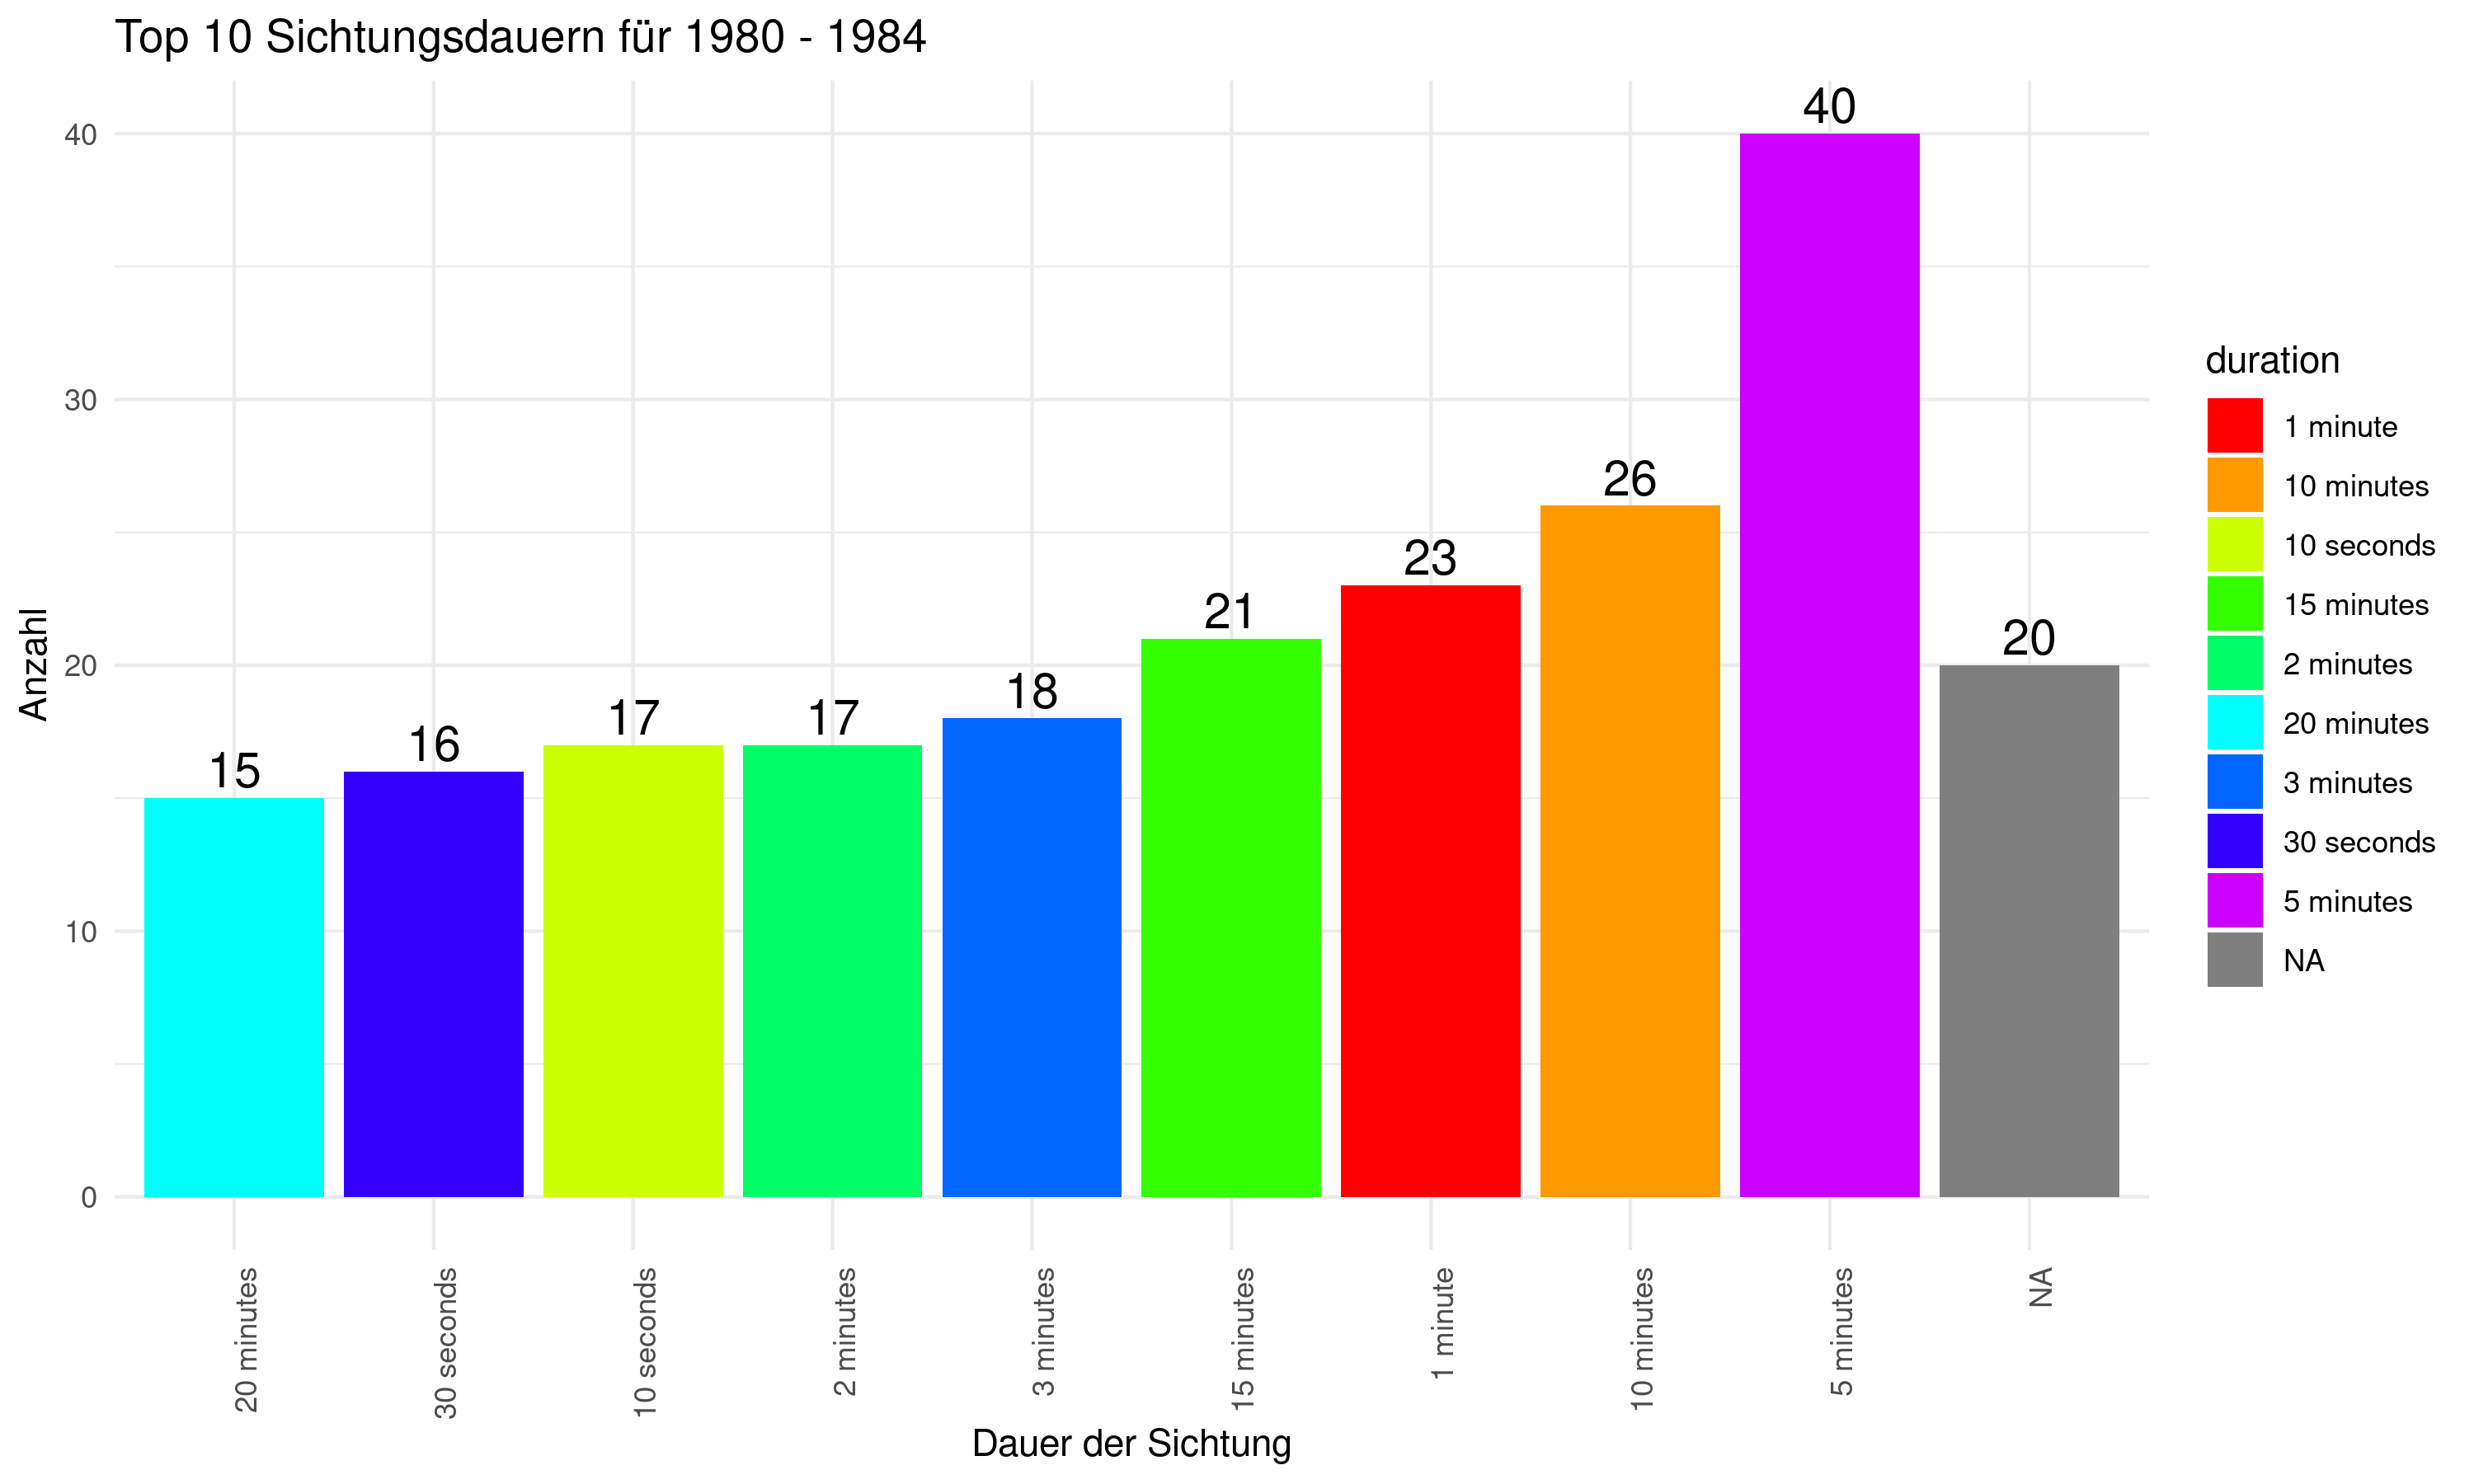 Top 10 Sichtungsdauern für 1980 - 1984
40
30
20
10
0
Anzahl
15
16
17
17
18
21
23
26
40
20
20 minutes
30 seconds
10 seconds
2 minutes
3 minutes
15 minutes
1 minute
10 minutes
5 minutes
NA
Dauer der Sichtung
duration
1 minute
10 minutes
10 seconds
15 minutes
2 minutes
20 minutes
3 minutes
30 seconds
5 minutes
NA